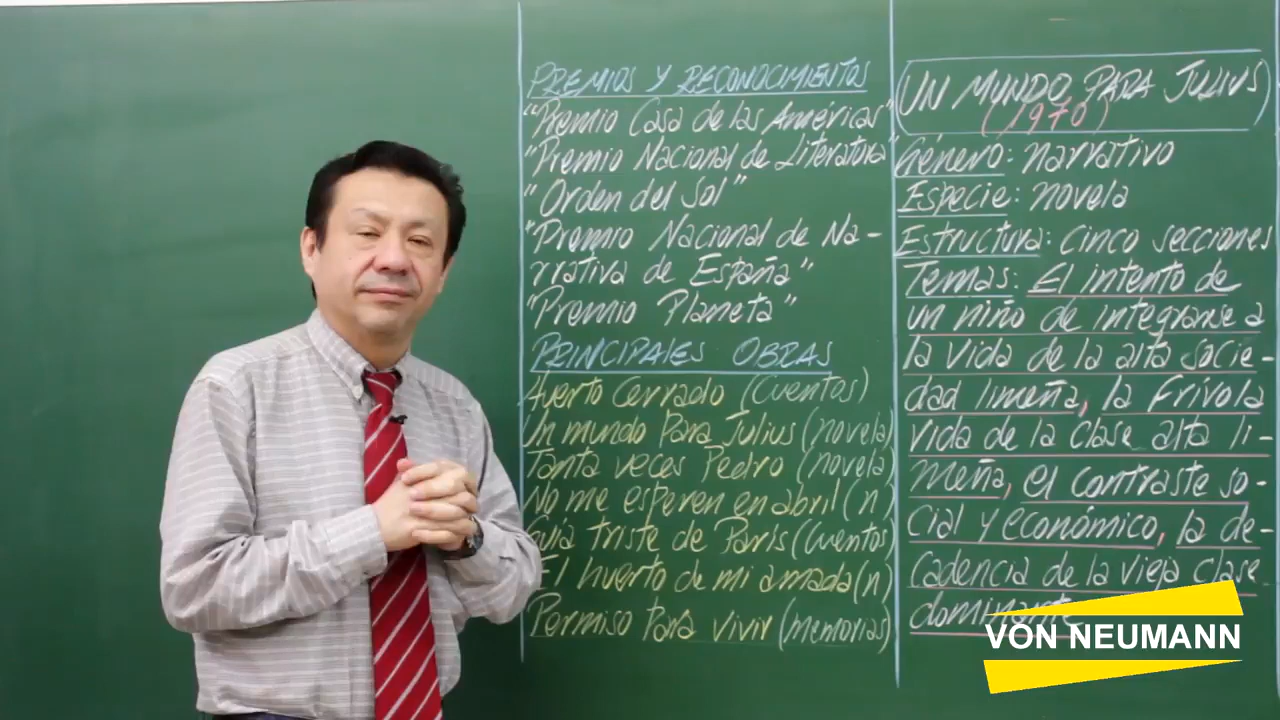 PREMIOS Y RECONOCIMIENTOS
"Premio Casa de las Américas"
"Premio Nacional de Literatura"
"Orden del Sol"
"Premio Nacional de Na-
rrativa de España"
"Premio Planeta"
PRINCIPALES OBRAS
Huerto Cerrado (Cuentos)
Un mundo Para Julius (novela)
Tanta veces Pedro (novela)
No me esperen en abril (n)
Guía triste de París (Cuentos)
El huerto de mi amada (n)
Permiso Para vivir (memorias)
UN MUNDO PARA JULIUS
(1970)
Género: narrativo
Especie: novela
Estructura: cinco secciones
Temas: El intento de
un niño de integrarse a
la vida de la alta socie-
dad limeña, la frívola
vida de la clase alta li-
meña, el contraste so-
cial y económico, la de-
cadencia de la vieja clase
dominante
VON NEUMANN